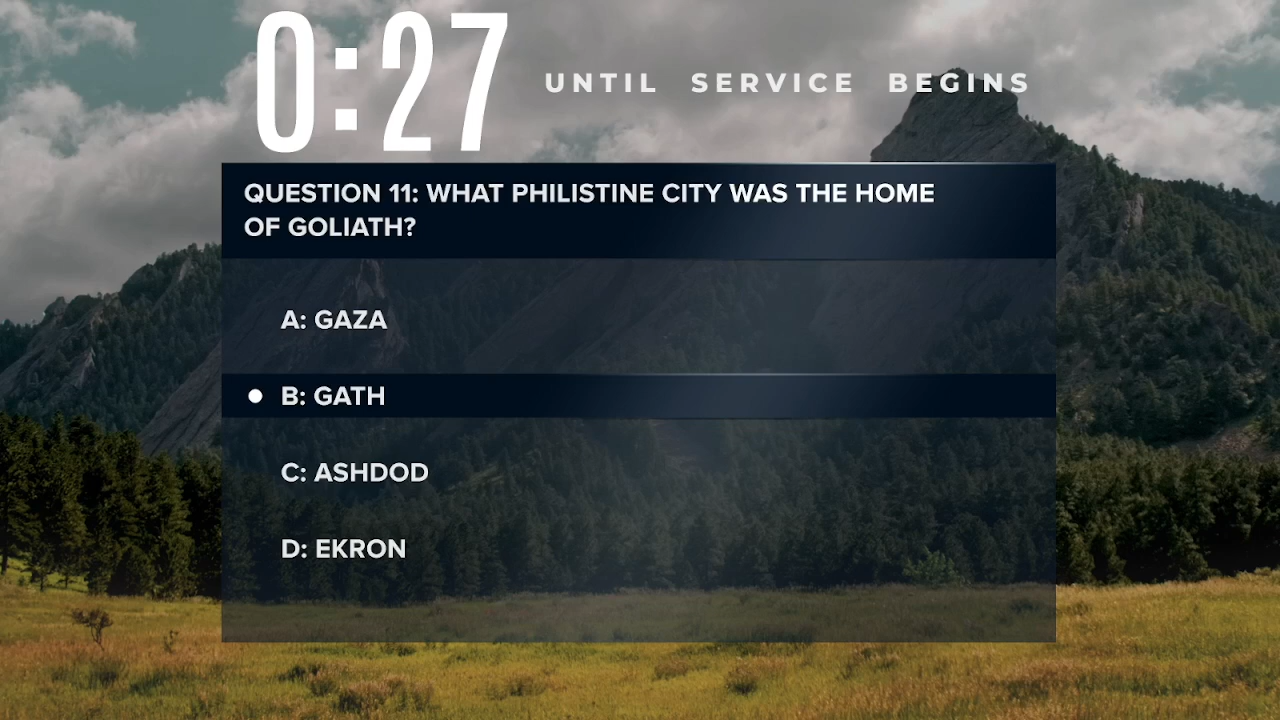 0:27
UNTIL SERVICE BEGINS
QUESTION 11: WHAT PHILISTINE CITY WAS THE HOME
OF GOLIATH?
A: GAZA
B: GATH
C: ASHDOD
D: EKRON